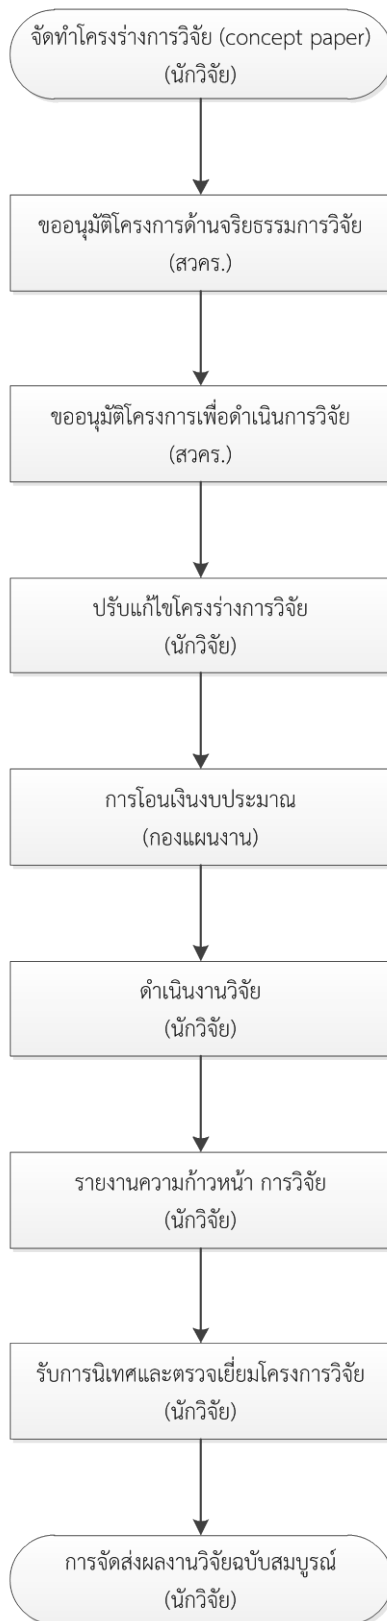 จัดทำโครงร่างการวิจัย (concept paper)
(นักวิจัย)
ขออนุมัติโครงการด้านจริยธรรมการวิจัย
(สวคร.)
ขออนุมัติโครงการเพื่อดำเนินการวิจัย
(สวคร.)
ปรับแก้ไขโครงร่างการวิจัย
(นักวิจัย)
การโอนเงินงบประมาณ
(กองแผนงาน)
ดำเนินงานวิจัย
(นักวิจัย)
รายงานความก้าวหน้า การวิจัย
(นักวิจัย)
รับการนิเทศและตรวจเยี่ยมโครงการวิจัย
(นักวิจัย)
การจัดส่งผลงานวิจัยฉบับสมบูรณ์
(นักวิจัย)